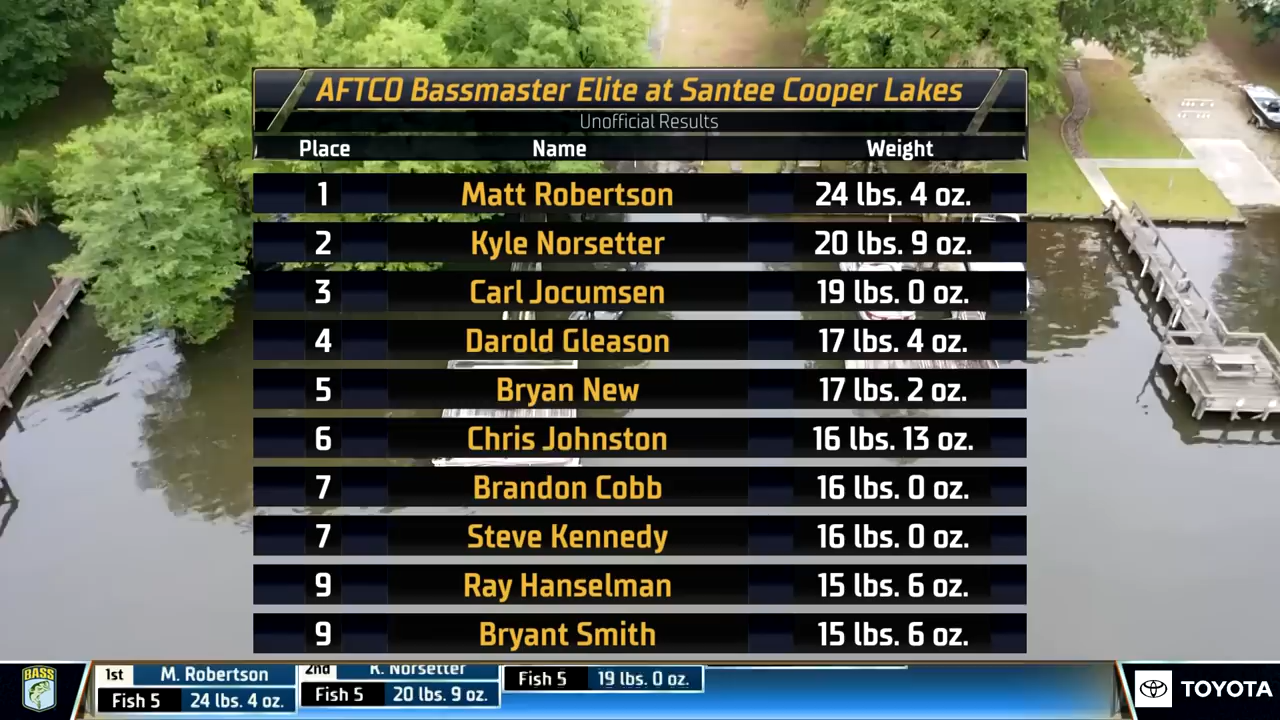 AFTCO Bassmaster Elite at Santee Cooper Lakes
Unofficial Results
Place Name Weight
1 Matt Robertson 24 lbs. 4 oz.
2 Kyle Norsetter 20 lbs. 9 oz.
3 Carl Jocumsen 19 lbs. 0 oz.
4 Darold Gleason 17 lbs. 4 oz.
5 Bryan New 17 lbs. 2 oz.
6 Chris Johnston 16 lbs. 13 oz.
7 Brandon Cobb 16 lbs. 0 oz.
7 Steve Kennedy 16 lbs. 0 oz.
9 Ray Hanselman 15 lbs. 6 oz.
9 Bryant Smith 15 lbs. 6 oz.
BASS
1st M. Robertson
Fish 5 24 lbs. 4 oz.
2nd K. Norsetter
Fish 5 20 lbs. 9 oz.
Fish 5 19 lbs. 0 oz.
TOYOTA